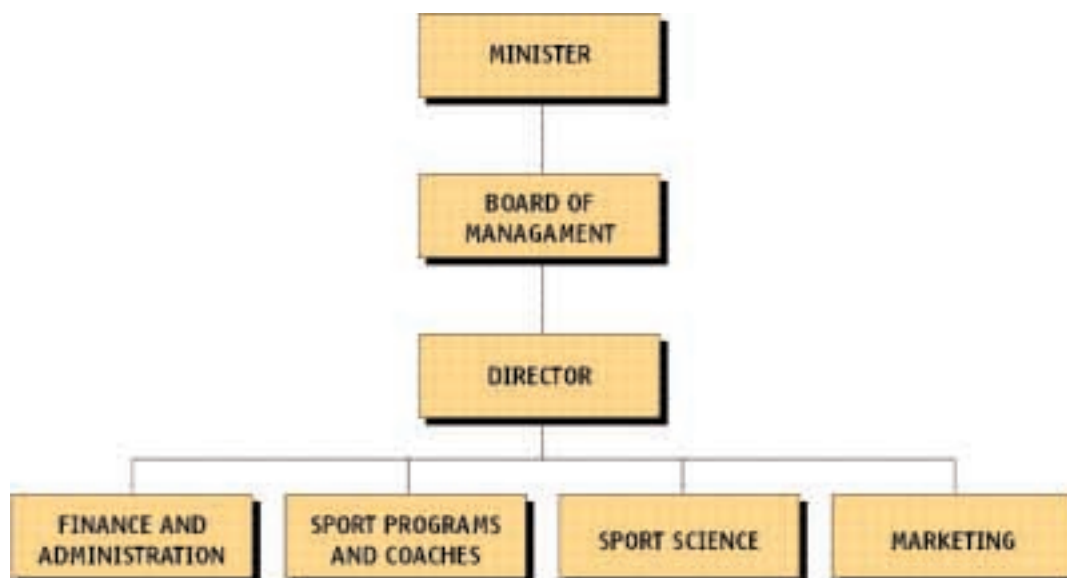 MINISTER
BOARD OF
MANAGAMENT
DIRECTOR
FINANCE AND
ADMINISTRATION
SPORT PROGRAMS
AND COACHES
SPORT SCIENCE
MARKETING